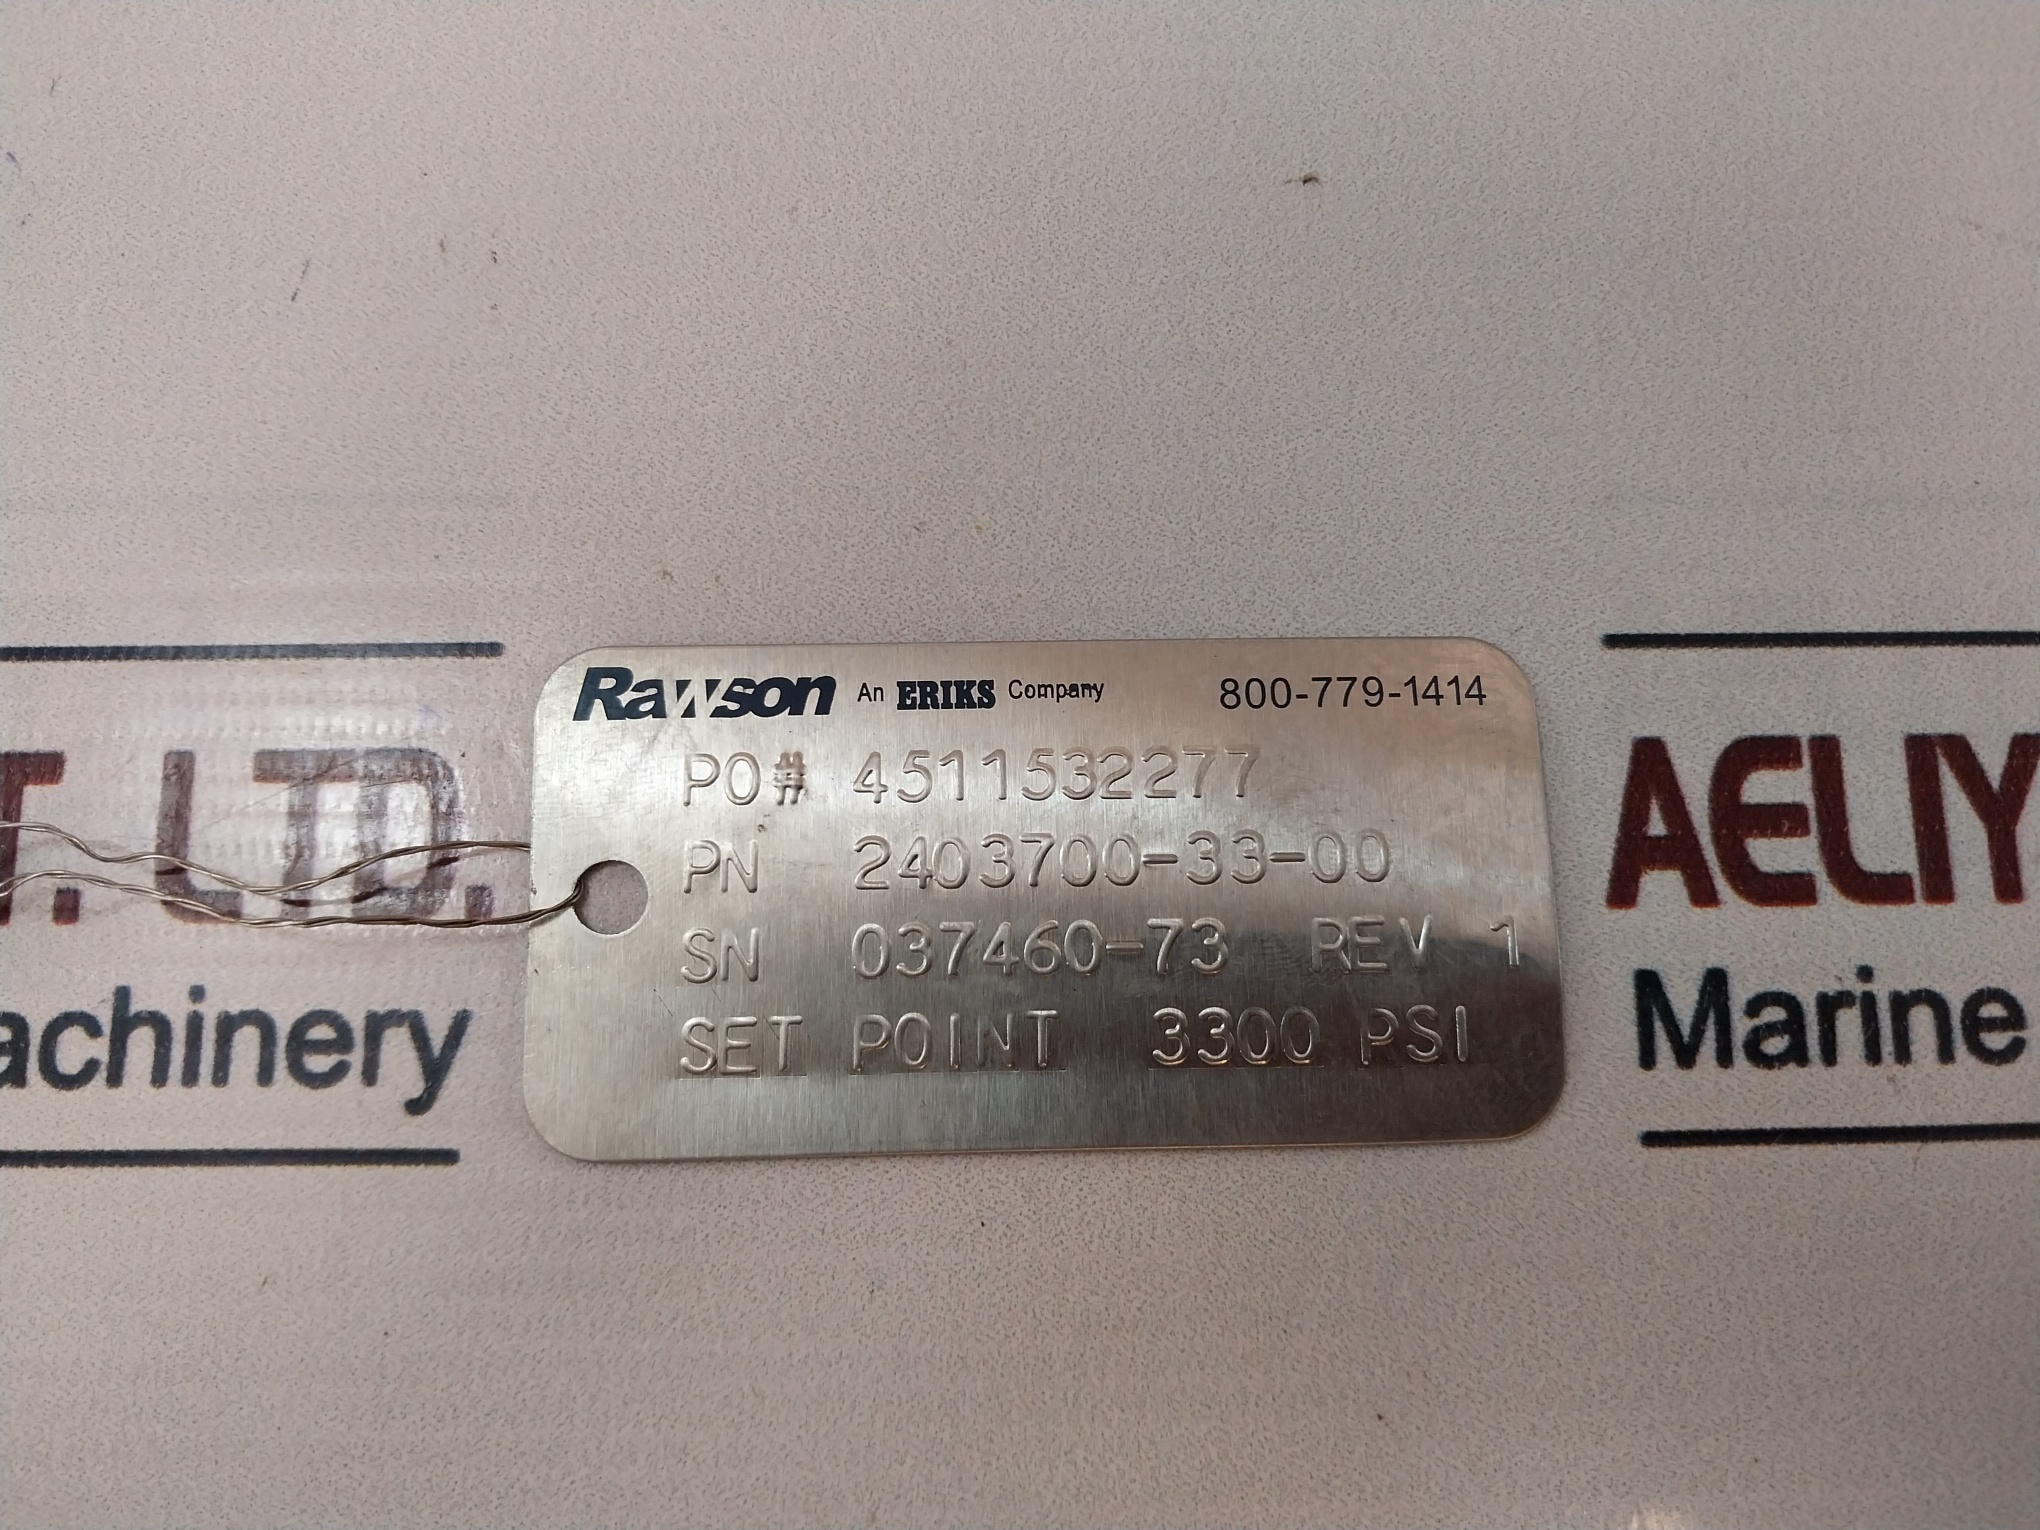 Rawson An ERIKS Company 800-779-1414
PO# 4511532277
PN 2403700-33-00
SN 037460-73 REV 1
SET POINT 3300 PSI
T. LTD.
achinery
AELIY
Marine